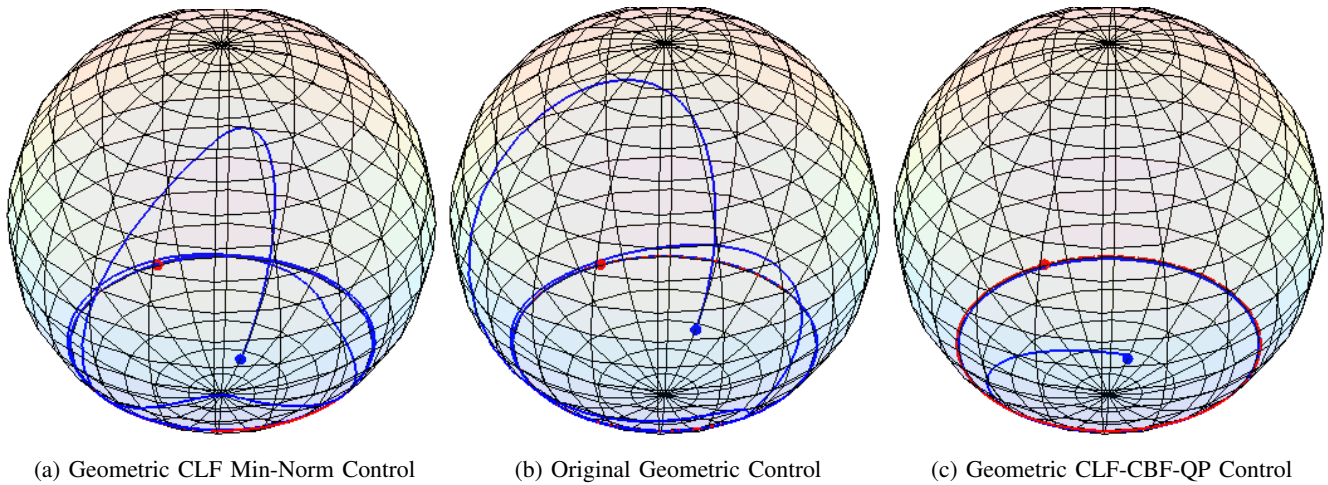 (a) Geometric CLF Min-Norm Control
(b) Original Geometric Control
(c) Geometric CLF-CBF-QP Control